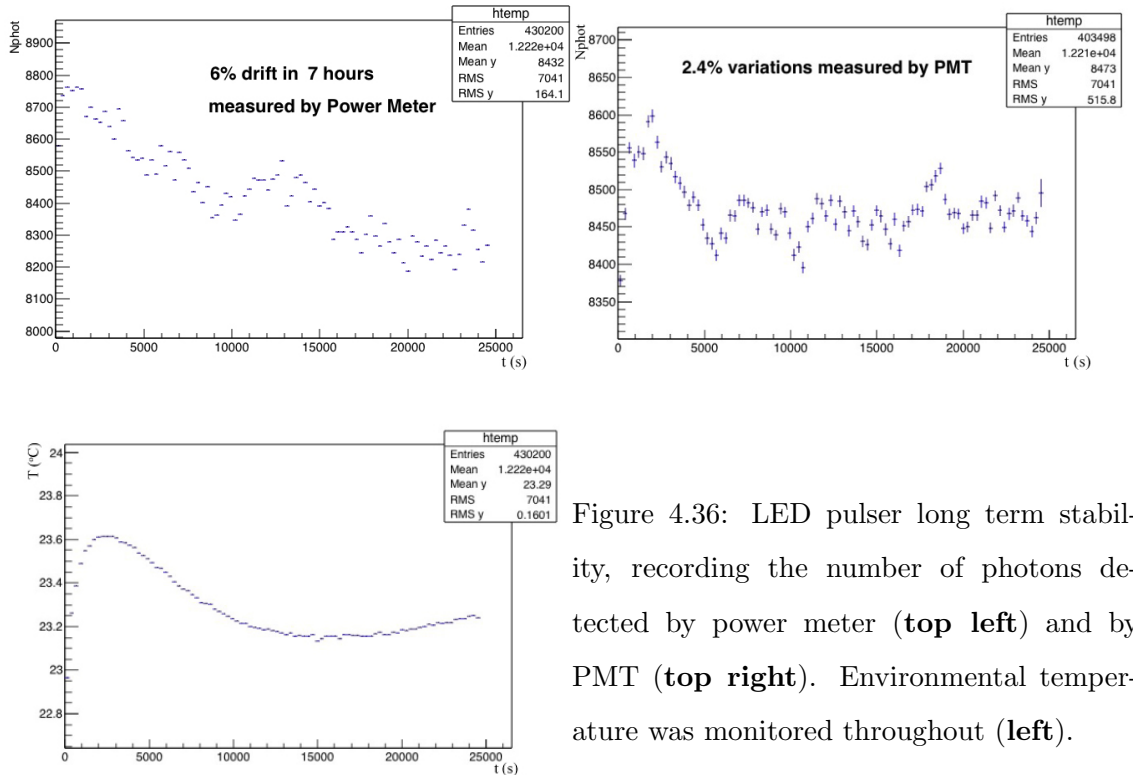 htemp
Entries 430200
Mean 1.222e+04
Mean y 8432
RMS 7041
RMS y 164.1
6% drift in 7 hours
measured by Power Meter
Nphot
8900
8800
8700
8600
8500
8400
8300
8200
8100
8000
0 5000 10000 15000 20000 25000
t (s)
htemp
Entries 403498
Mean 1.221e+04
Mean y 8473
RMS 7041
RMS y 515.8
2.4% variations measured by PMT
Nphot
8700
8650
8600
8550
8500
8450
8400
8350
0 5000 10000 15000 20000 25000
t (s)
htemp
Entries 430200
Mean 1.222e+04
Mean y 23.29
RMS 7041
RMS y 0.1601
T (°C)
24
23.8
23.6
23.4
23.2
23
22.8
0 5000 10000 15000 20000 25000
t (s)
Figure 4.36: LED pulser long term stabil-
ity, recording the number of photons de-
tected by power meter (top left) and by
PMT (top right). Environmental temper-
ature was monitored throughout (left).